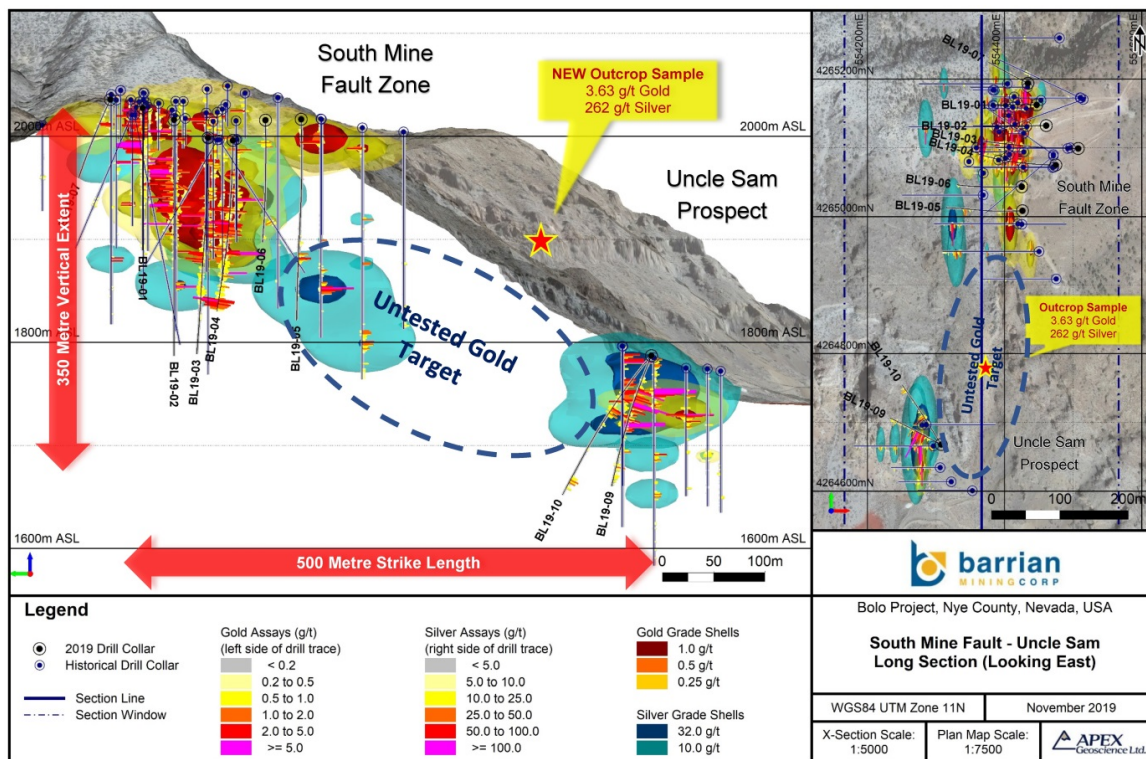 South Mine
Fault Zone
NEW Outcrop Sample
3.63 g/t Gold
262 g/t Silver
2000m ASL
2000m ASL
Uncle Sam
Prospect
350 Metre Vertical Extent
BL19-01
BL19-02
BL19-03
BL19-04
BL19-06
BL19-05
1800m ASL
1800m ASL
Untested Gold
Target
BL19-10
BL19-09
1600m ASL
1600m ASL
500 Metre Strike Length
0
50
100m
554200mE
554400mE
N
BL19-07
4265200mN
BL19-01
BL19-02
BL19-03
BL19-04
BL19-06
BL19-05
4265000mN
South Mine
Fault Zone
Outcrop Sample
3.63 g/t Gold
262 g/t Silver
4264800mN
BL19-10
Untested Gold
Target
BL19-09
Uncle Sam
Prospect
4264600mN
0
100
200m
Legend
2019 Drill Collar
Historical Drill Collar
Section Line
Section Window
Gold Assays (g/t)
(left side of drill trace)
< 0.2
0.2 to 0.5
0.5 to 1.0
1.0 to 2.0
2.0 to 5.0
>= 5.0
Silver Assays (g/t)
(right side of drill trace)
< 5.0
5.0 to 10.0
10.0 to 25.0
25.0 to 50.0
50.0 to 100.0
>= 100.0
Gold Grade Shells
1.0 g/t
0.5 g/t
0.25 g/t
Silver Grade Shells
32.0 g/t
10.0 g/t
barrian
MININGCORP
Bolo Project, Nye County, Nevada, USA
South Mine Fault - Uncle Sam
Long Section (Looking East)
WGS84 UTM Zone 11N
November 2019
X-Section Scale:
1:5000
Plan Map Scale:
1:7500
APEX
Geoscience Ltd.